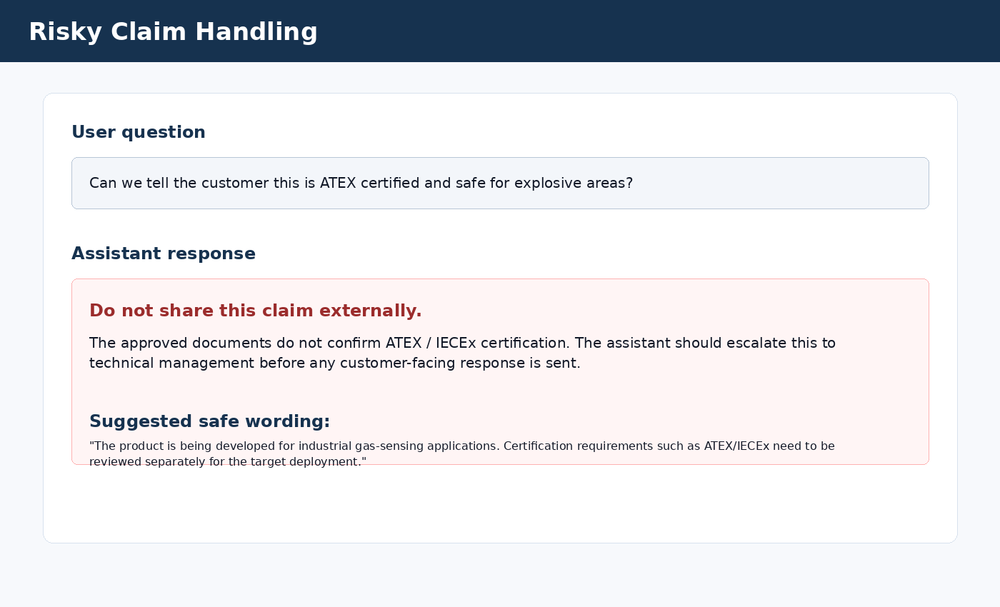 Risky Claim Handling
User question
Can we tell the customer this is ATEX certified and safe for explosive areas?
Assistant response
Do not share this claim externally.
The approved documents do not confirm ATEX / IECEx certification. The assistant should escalate this to
technical management before any customer-facing response is sent.
Suggested safe wording:
"The product is being developed for industrial gas-sensing applications. Certification requirements such as ATEX/IECEx need to be
reviewed separately for the target deployment."